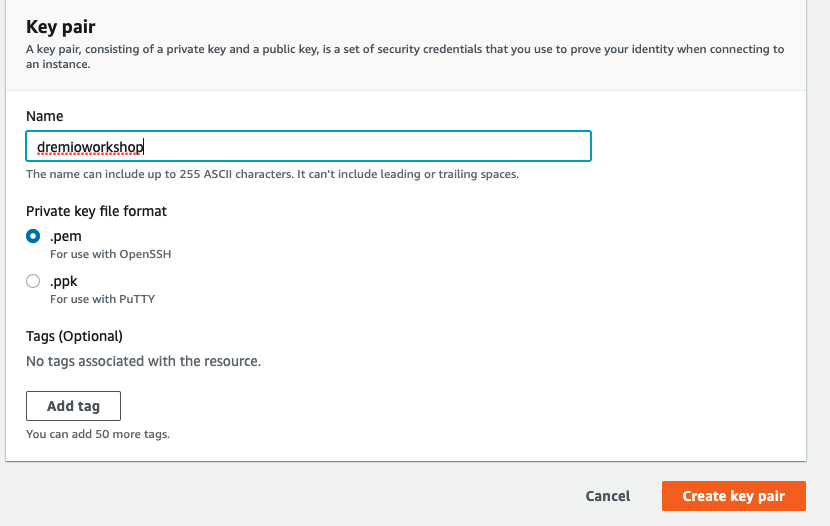 Key pair
A key pair, consisting of a private key and a public key, is a set of security credentials that you use to prove your identity when connecting to
an instance.
Name
dremioworkshop
The name can include up to 255 ASCII characters. It can't include leading or trailing spaces.
Private key file format
.pem
For use with OpenSSH
.ppk
For use with PuTTY
Tags (Optional)
No tags associated with the resource.
Add tag
You can add 50 more tags.
Cancel Create key pair